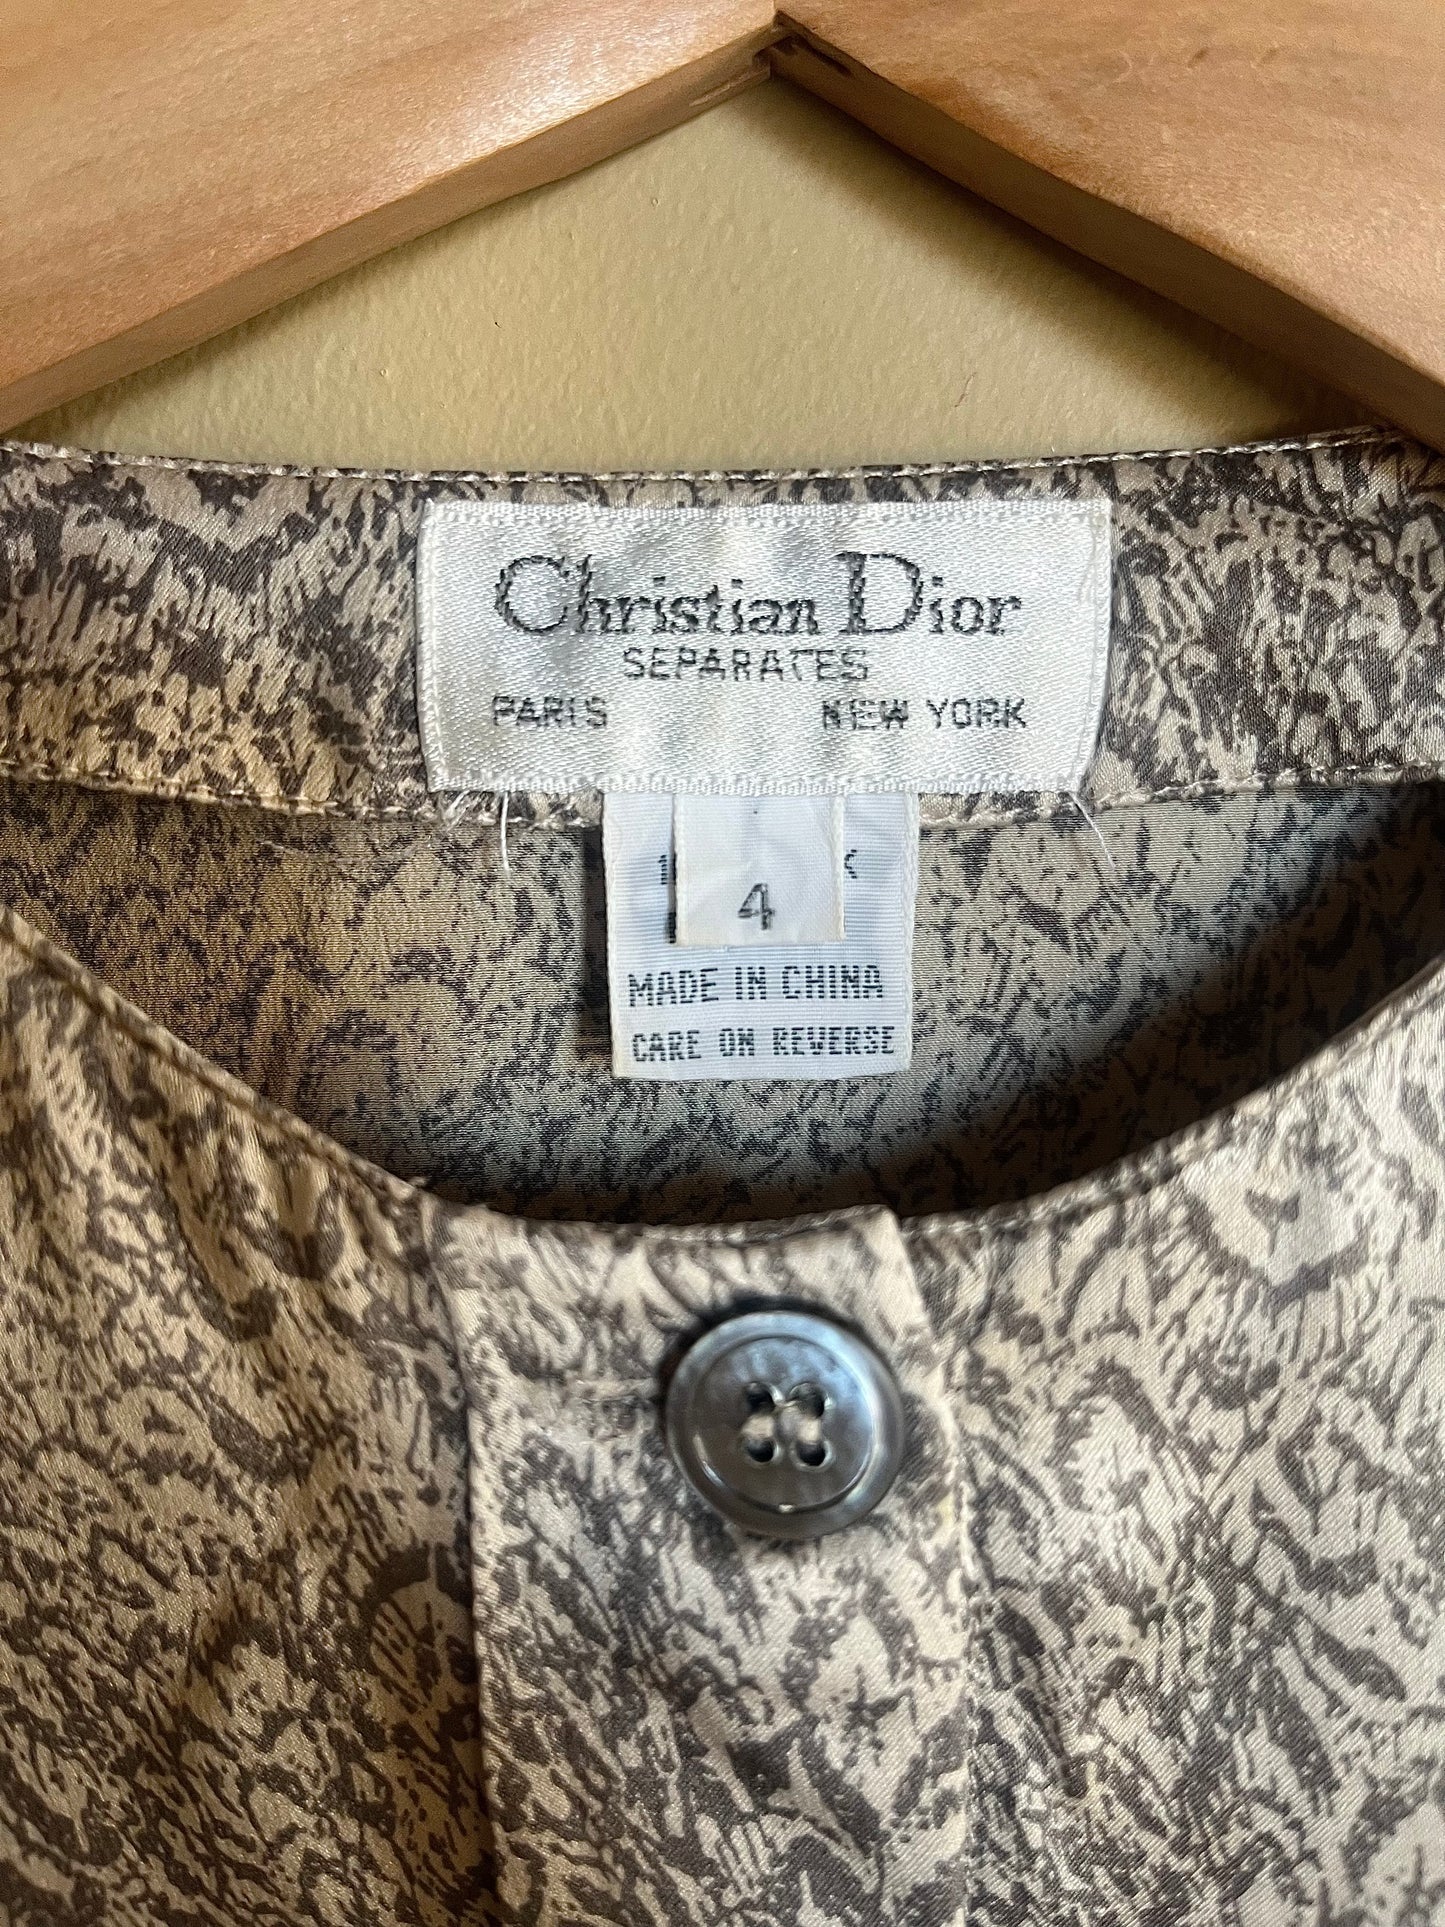 Christian Dior
SEPARATES
PARIS NEW YORK
4
MADE IN CHINA
CARE ON REVERSE